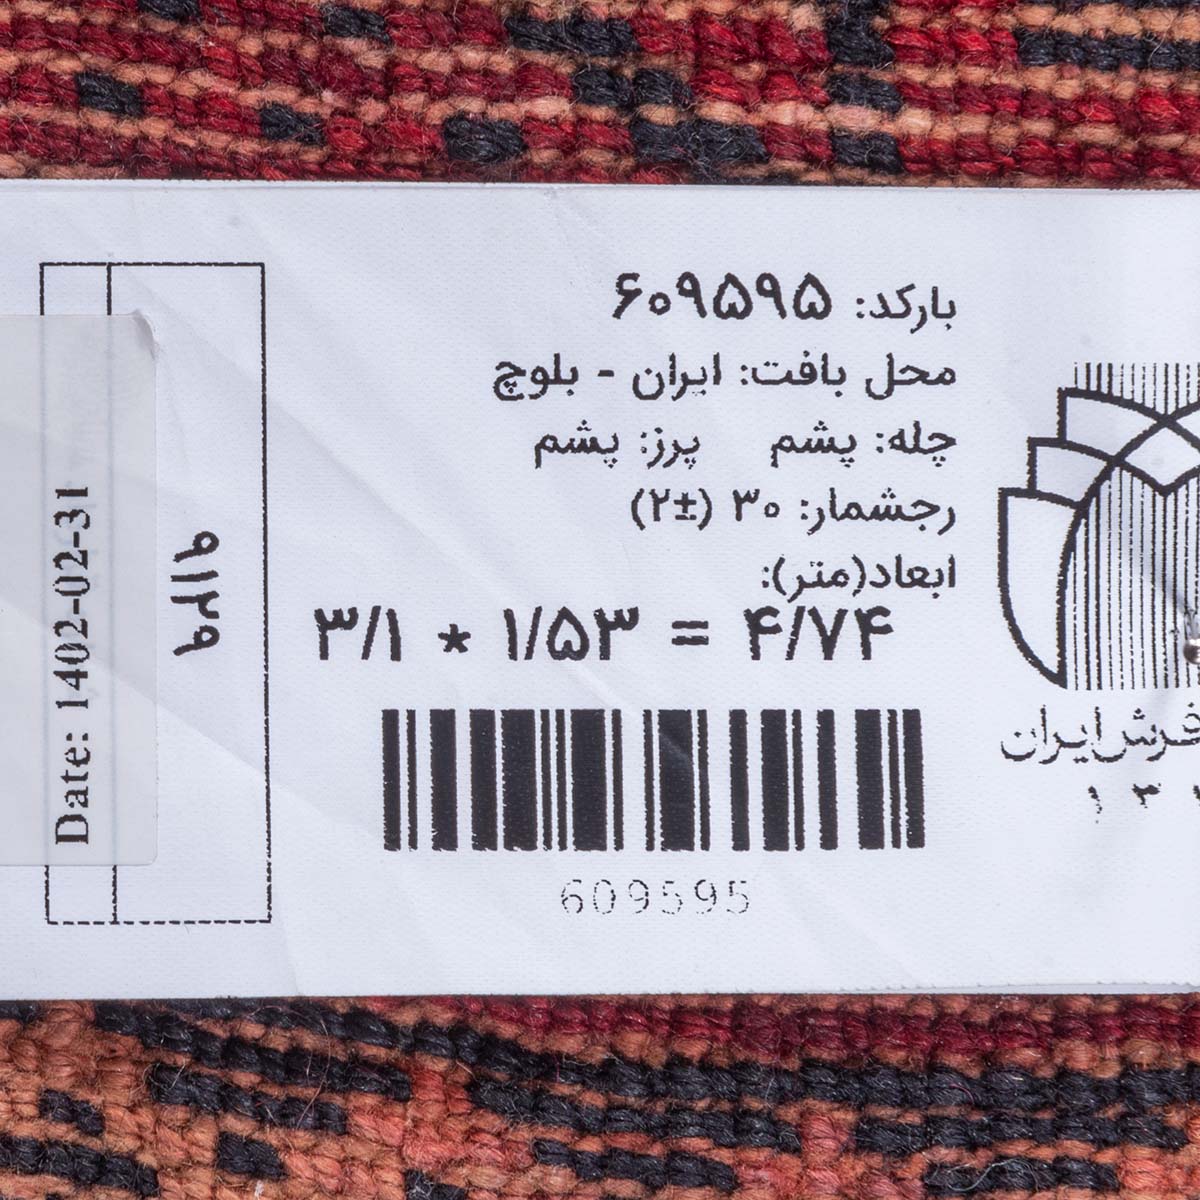 بارکد: ۶۰۹۵۹۵
محل بافت: ایران - بلوچ
چله: پشم پرز: پشم
رجشمار: ۳۰ (±۲)
ابعاد(متر):
۳/۱ * ۱/۵۳ = ۴/۷۴
609595
فرش ایران
۹۱۲۹
Date: 1402-02-31